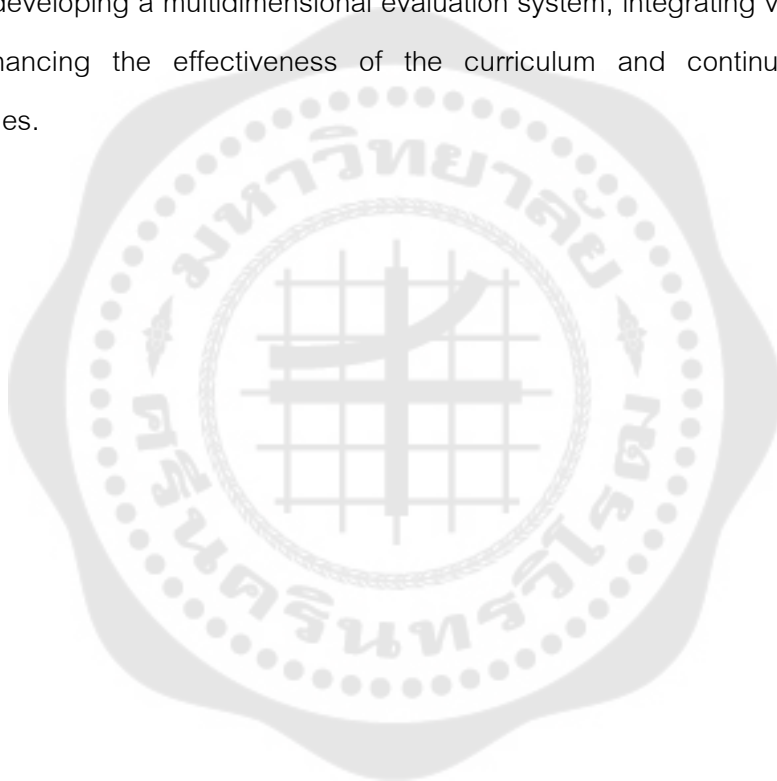 developing a multidimensional evaluation system, integrating v
hancing the effectiveness of the curriculum and continu
es.
มหาวิทยาลัย
ศรีนครินทรวิโรฒ